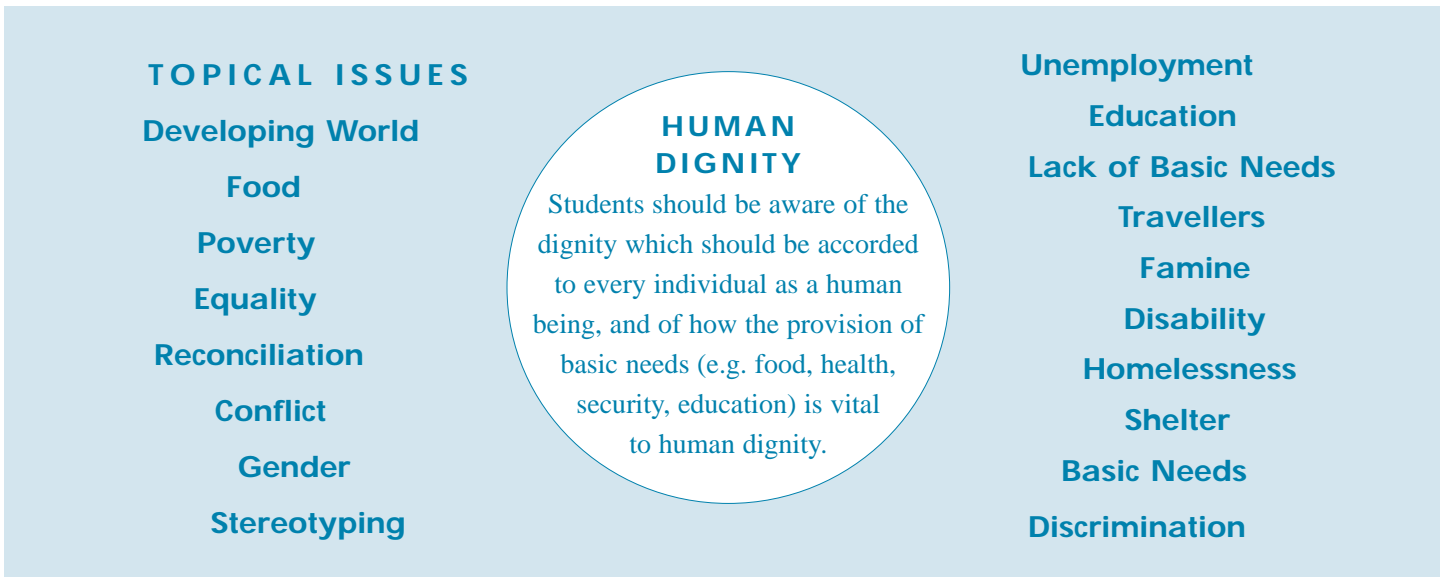 TOPICAL ISSUES
Developing World
Food
Poverty
Equality
Reconciliation
Conflict
Gender
Stereotyping
HUMAN
DIGNITY
Students should be aware of the
dignity which should be accorded
to every individual as a human
being, and of how the provision of
basic needs (e.g. food, health,
security, education) is vital
to human dignity.
Unemployment
Education
Lack of Basic Needs
Travellers
Famine
Disability
Homelessness
Shelter
Basic Needs
Discrimination